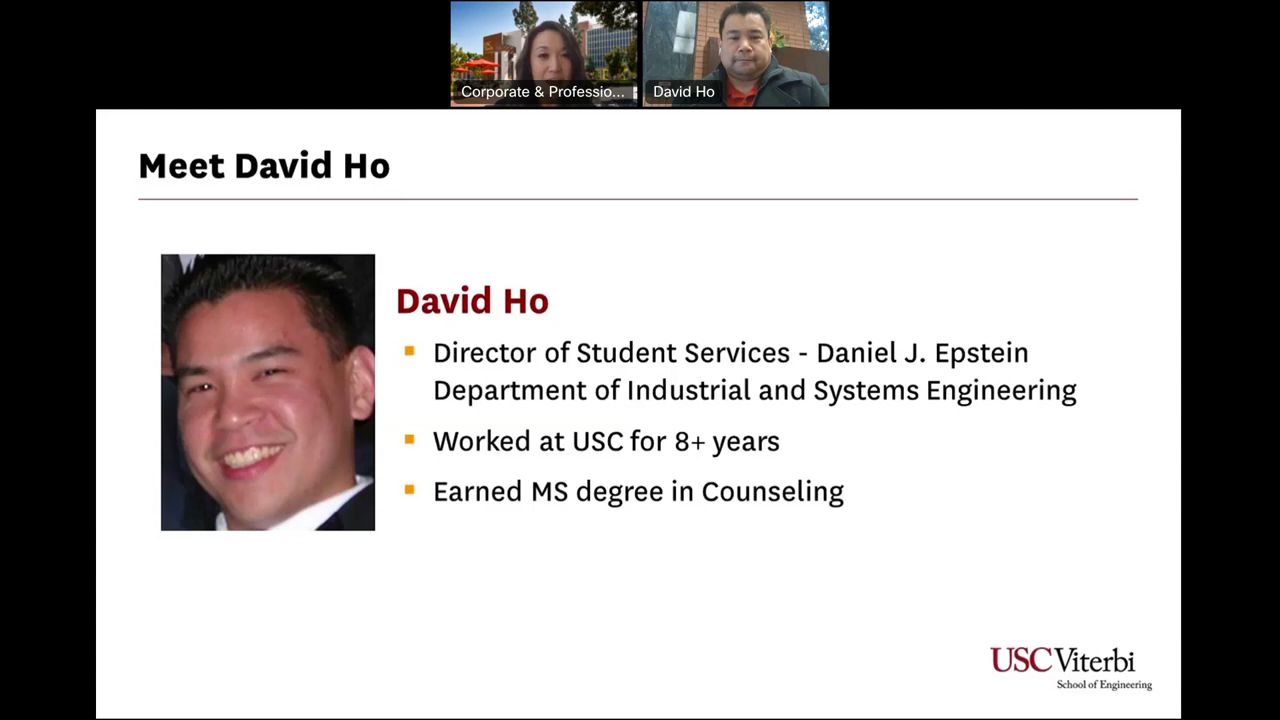 Corporate & Professio...
David Ho
Meet David Ho
David Ho
Director of Student Services - Daniel J. Epstein
Department of Industrial and Systems Engineering
Worked at USC for 8+ years
Earned MS degree in Counseling
USC Viterbi
School of Engineering